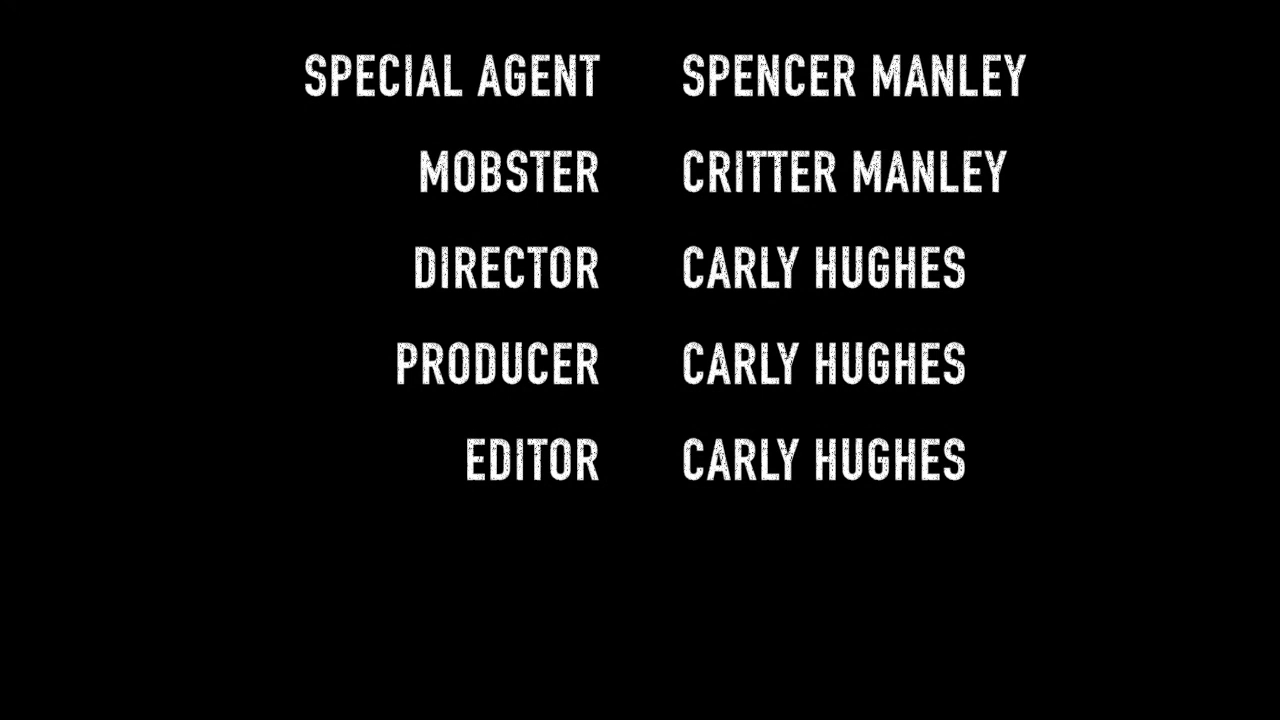 SPECIAL AGENT SPENCER MANLEY
MOBSTER CRITTER MANLEY
DIRECTOR CARLY HUGHES
PRODUCER CARLY HUGHES
EDITOR CARLY HUGHES